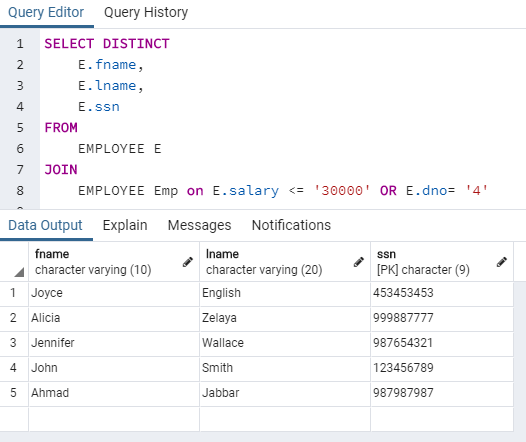 Query Editor Query History
1 SELECT DISTINCT
2 E.fname,
3 E.lname,
4 E.ssn
5 FROM
6 EMPLOYEE E
7 JOIN
8 EMPLOYEE Emp on E.salary <= '30000' OR E.dno= '4'
Data Output Explain Messages Notifications
fname lname ssn
character varying (10) character varying (20) [PK] character (9)
1 Joyce English 453453453
2 Alicia Zelaya 999887777
3 Jennifer Wallace 987654321
4 John Smith 123456789
5 Ahmad Jabbar 987987987